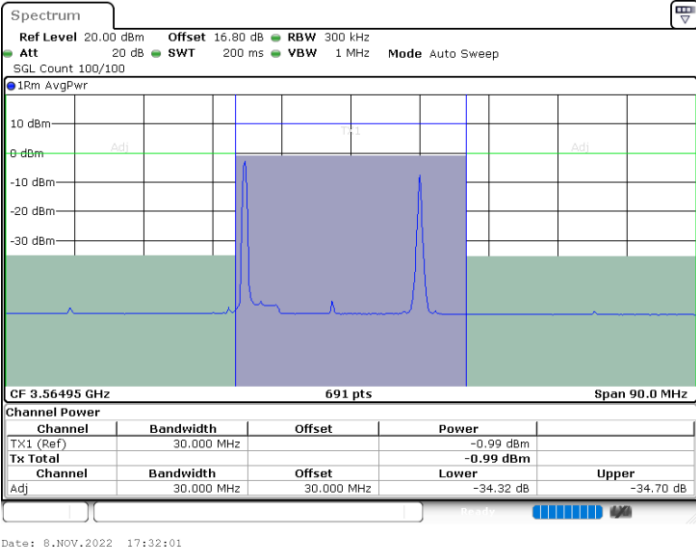 Spectrum
Ref Level 20.00 dBm Offset 16.80 dB RBW 300 kHz
Att 20 dB SWT 200 ms VBW 1 MHz Mode Auto Sweep
SGL Count 100/100
1Rm AvgPwr
10 dBm
TX1
Adj
Adj
0 dBm
-10 dBm
-20 dBm
-30 dBm
CF 3.56495 GHz 691 pts Span 90.0 MHz
Channel Power
Channel Bandwidth Offset Power
TX1 (Ref) 30.000 MHz -0.99 dBm
Tx Total -0.99 dBm
Channel Bandwidth Offset Lower Upper
Adj 30.000 MHz 30.000 MHz -34.32 dB -34.70 dB
Ready
Date: 8.NOV.2022 17:32:01